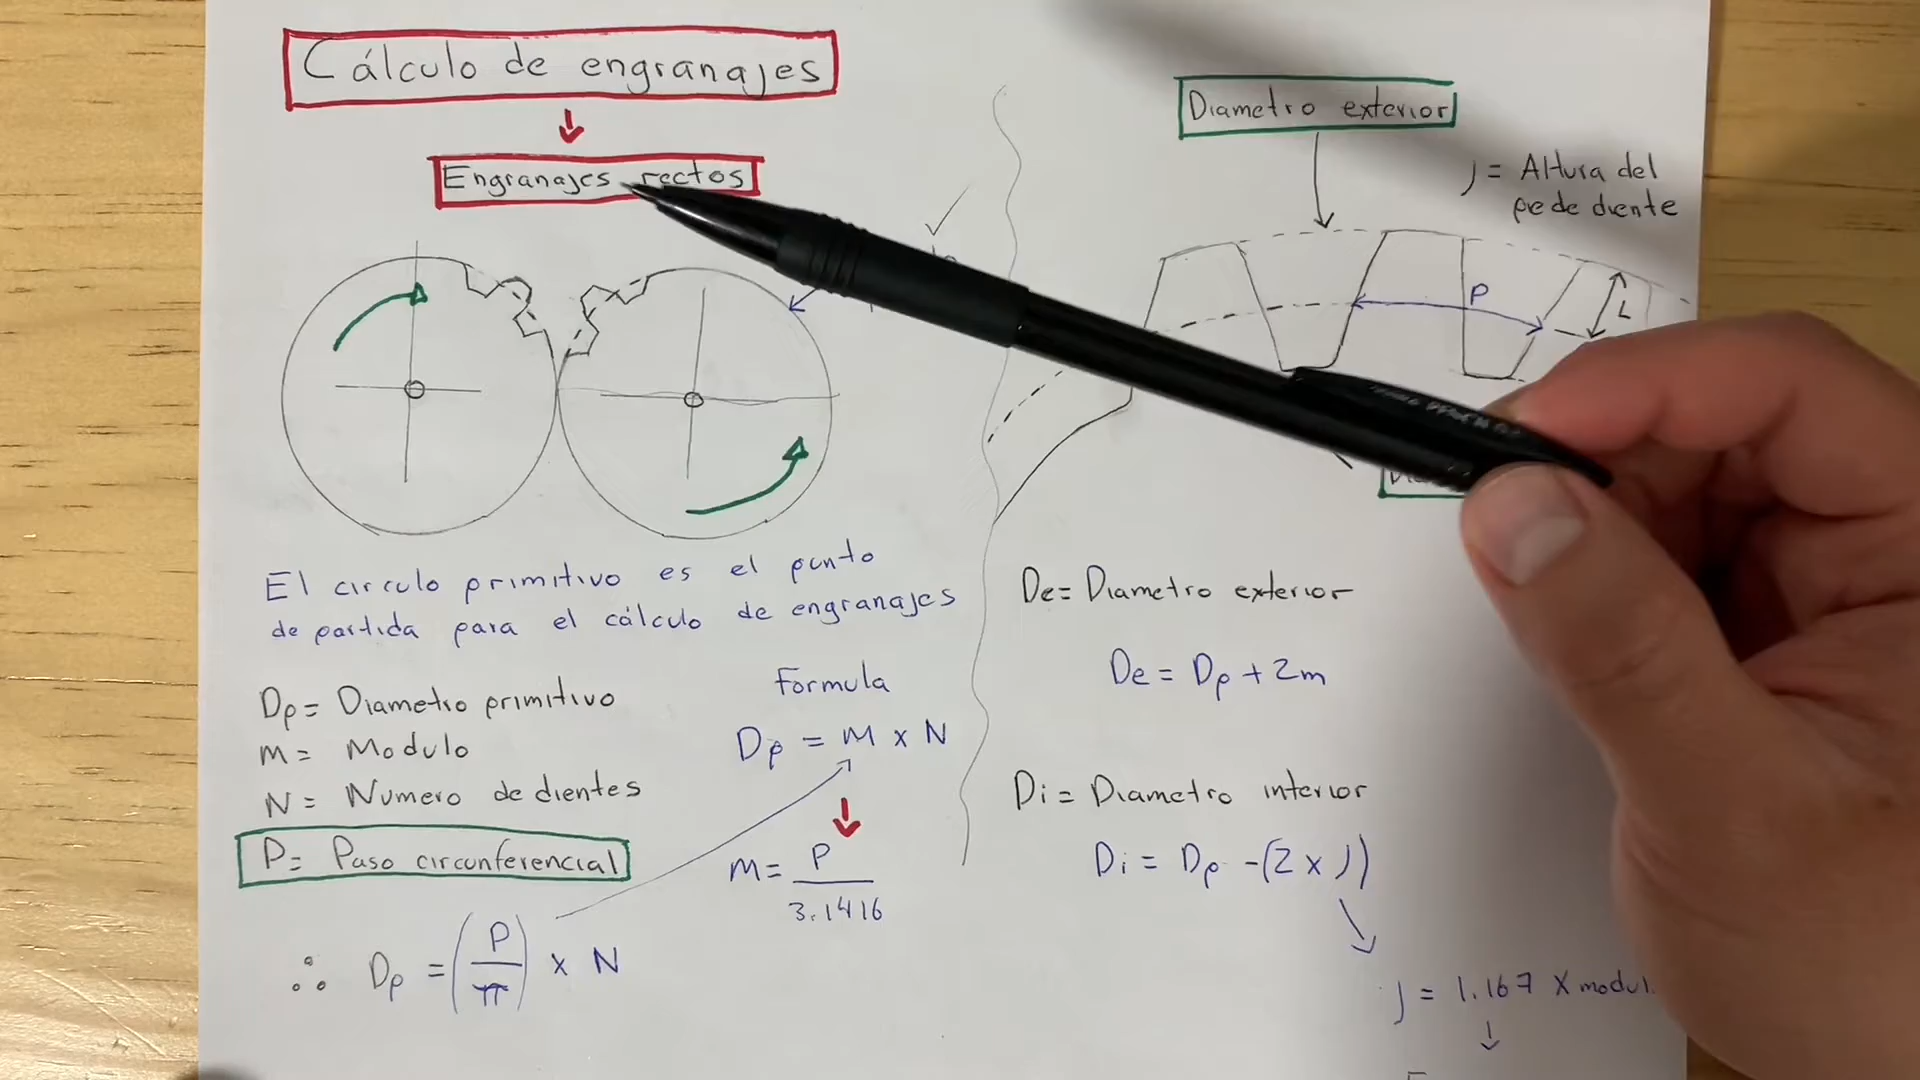 Cálculo de engranajes
Engranajes rectos
El circulo primitivo es el punto
de partida para el cálculo de engranajes
Dp = Diametro primitivo
m = Modulo
N = Numero de dientes
P = Paso circunferencial
∴ Dp = (P/π) x N
Formula
Dp = M x N
m = P/3.1416
Diametro exterior
J = Altura del
pie de diente
P
L
De = Diametro exterior
De = Dp + 2m
Di = Diametro interior
Di = Dp - (2 x J)
J = 1.167 X